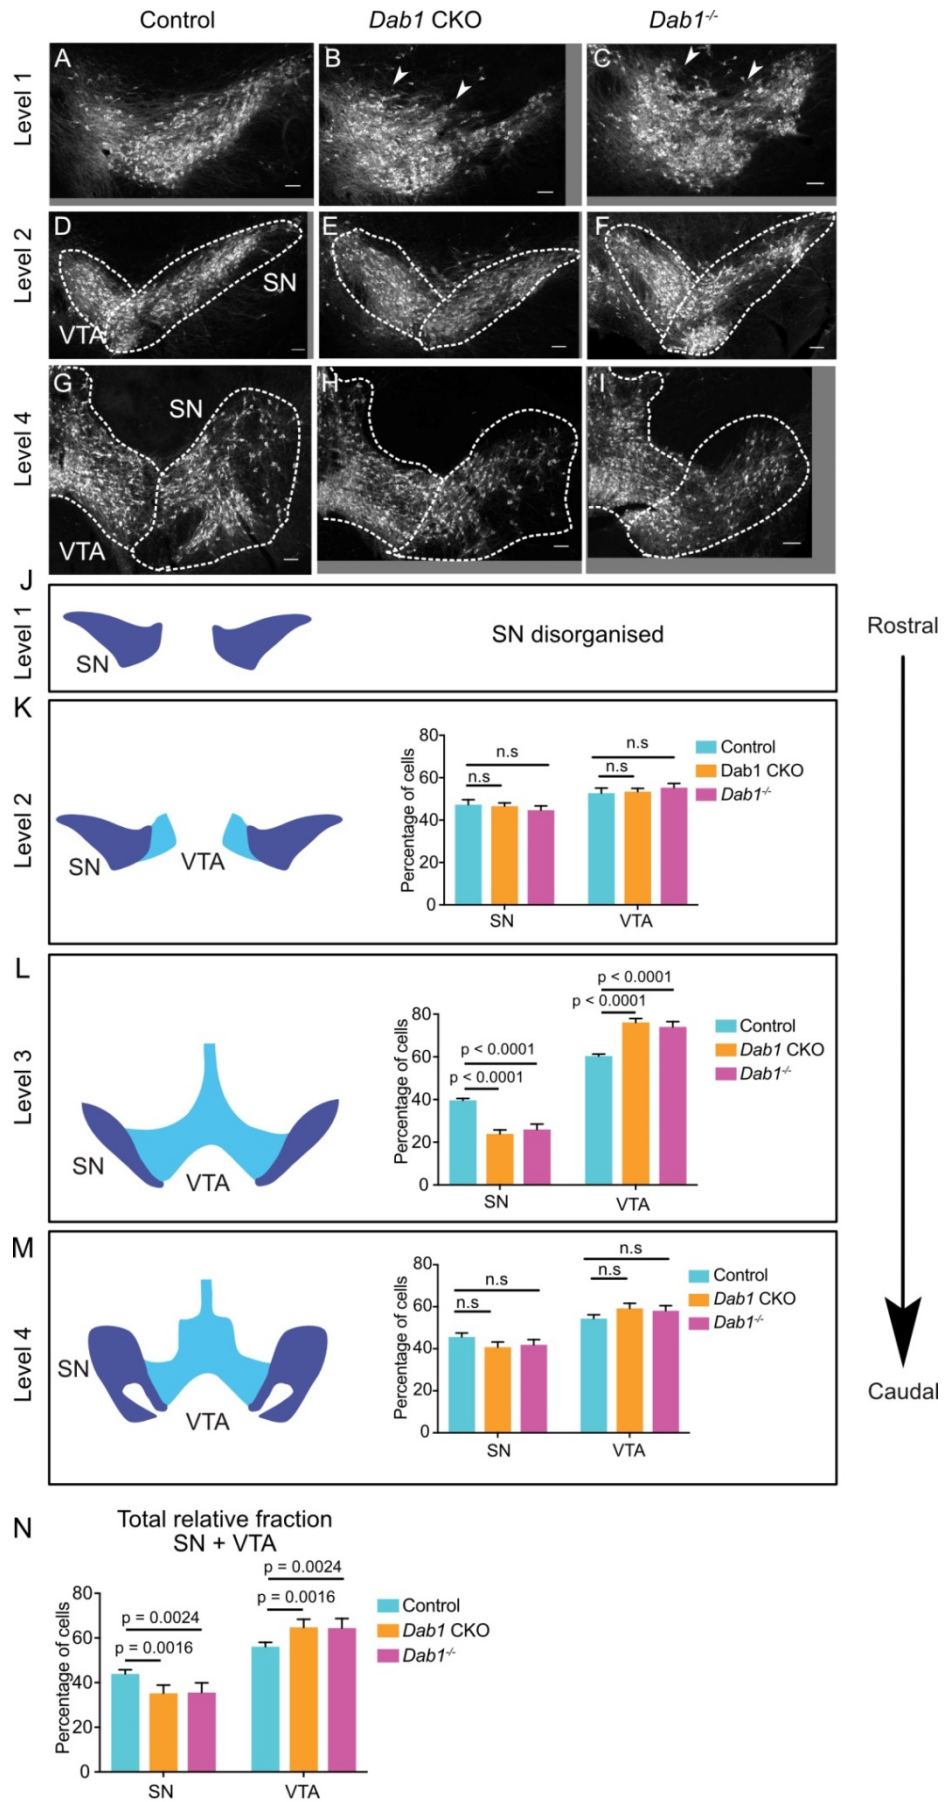 Control
Dab1 CKO
Dab1-/-
Level 1
A
B
C
Level 2
D
VTA
SN
E
F
Level 4
G
SN
VTA
H
I
J
Level 1
SN
SN disorganised
Rostral
K
Level 2
SN
VTA
Percentage of cells
80
60
40
20
0
n.s
n.s
n.s
n.s
SN
VTA
Control
Dab1 CKO
Dab1-/-
L
Level 3
SN
VTA
Percentage of cells
80
60
40
20
0
p < 0.0001
p < 0.0001
p < 0.0001
p < 0.0001
SN
VTA
Control
Dab1 CKO
Dab1-/-
M
Level 4
SN
VTA
Percentage of cells
80
60
40
20
0
n.s
n.s
n.s
n.s
SN
VTA
Control
Dab1 CKO
Dab1-/-
Caudal
N
Total relative fraction
SN + VTA
Percentage of cells
80
60
40
20
0
p = 0.0024
p = 0.0016
p = 0.0024
p = 0.0016
SN
VTA
Control
Dab1 CKO
Dab1-/-